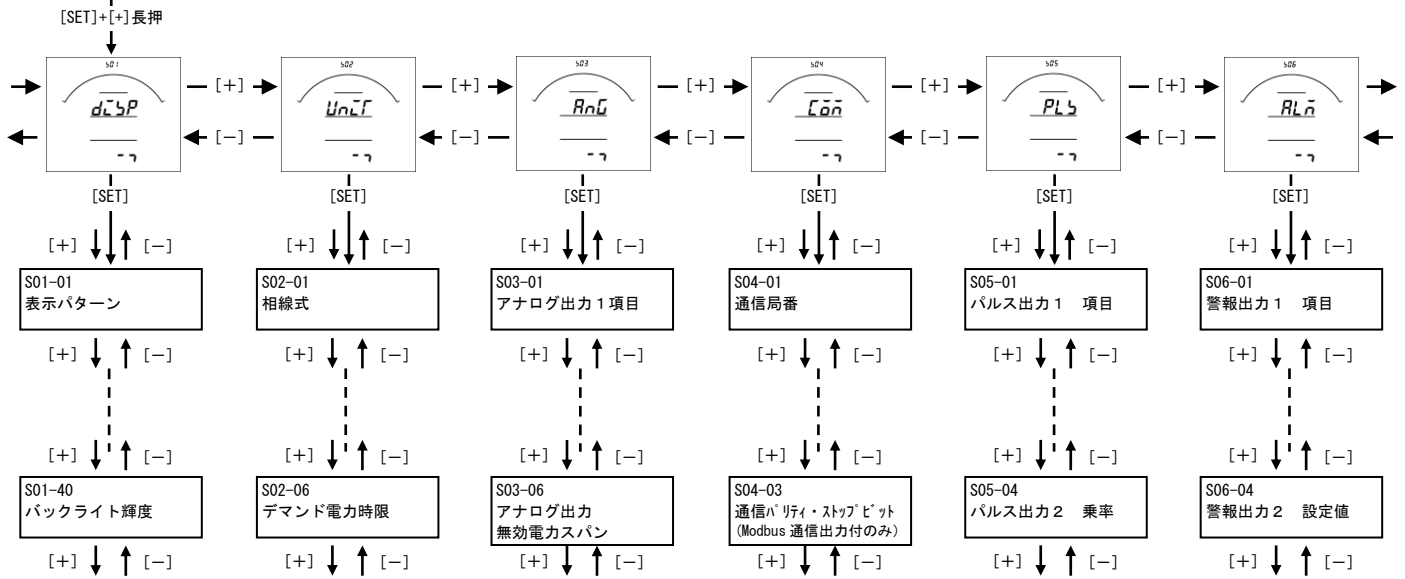 [SET]+[+]長押
S01 S02 S03 S04 S05 S06
[+] [+] [+] [+] [+]
dISP UnIT AnG Com PLS ALm
[−] [−] [−] [−] [−]
[SET] [SET] [SET] [SET] [SET] [SET]
[+] [−] [+] [−] [+] [−] [+] [−] [+] [−] [+] [−]
S01-01
表示パターン
S02-01
相線式
S03-01
アナログ出力1項目
S04-01
通信局番
S05-01
パルス出力1 項目
S06-01
警報出力1 項目
[+] [−] [+] [−] [+] [−] [+] [−] [+] [−] [+] [−]
[+] [−] [+] [−] [+] [−] [+] [−] [+] [−] [+] [−]
S01-40
バックライト輝度
S02-06
デマンド電力時限
S03-06
アナログ出力
無効電力スパン
S04-03
通信パリティ・ストップビット
(Modbus 通信出力付のみ)
S05-04
パルス出力2 乗率
S06-04
警報出力2 設定値
[+] [−] [+] [−] [+] [−] [+] [−] [+] [−] [+] [−]